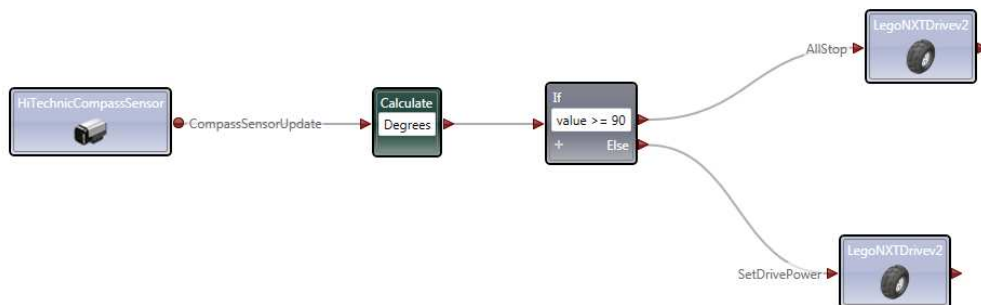 HiTechnicCompassSensor
CompassSensorUpdate
Calculate
Degrees
If
value >= 90
+ Else
AllStop
LegoNXTDrivev2
SetDrivePower
LegoNXTDrivev2